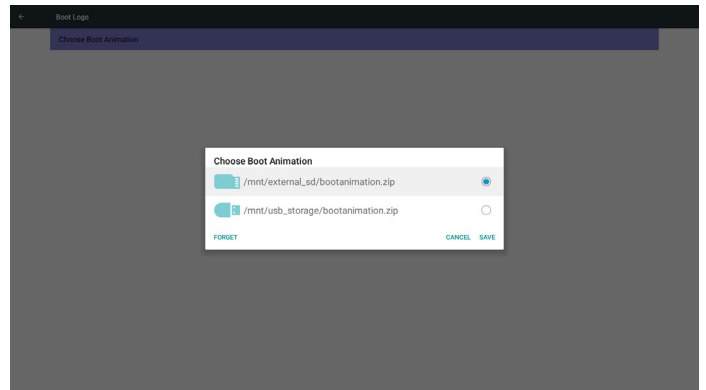 Boot Logo
Choose Boot Animation
Choose Boot Animation
/mnt/external_sd/bootanimation.zip
/mnt/usb_storage/bootanimation.zip
FORGET CANCEL SAVE